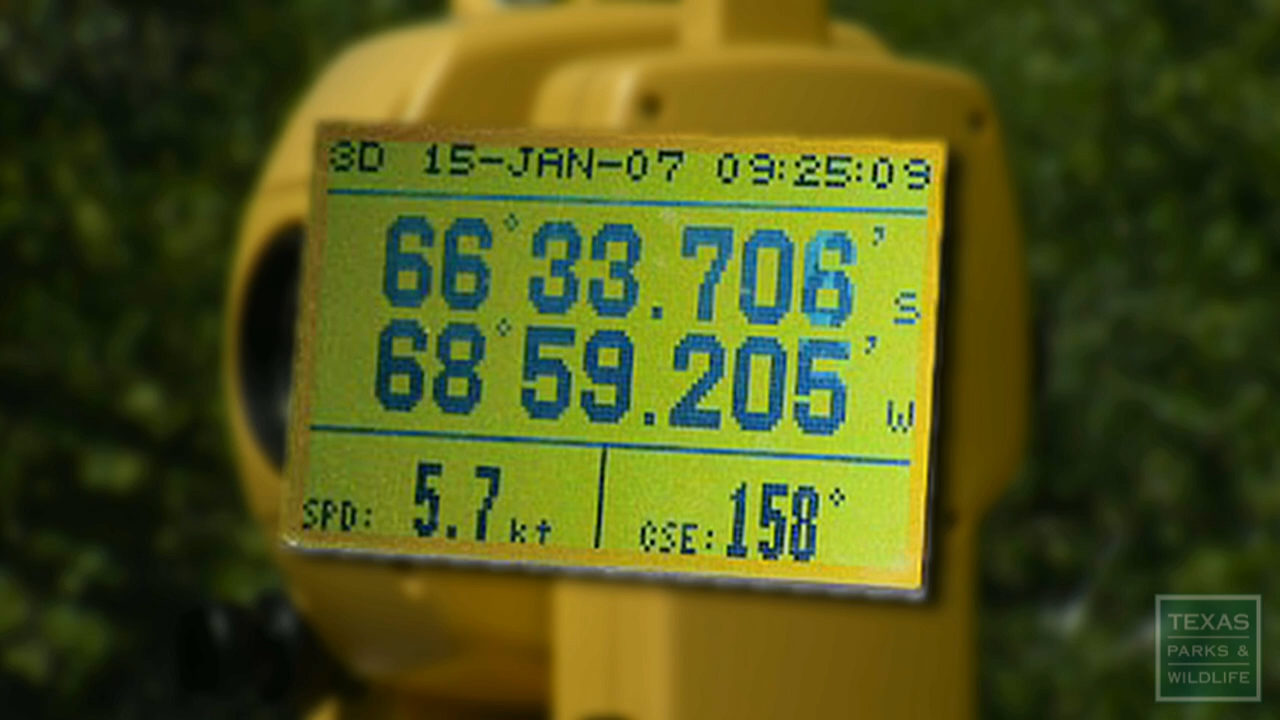 3D 15-JAN-07 09:25:09
66°33.706' S
68°59.205' W
SPD: 5.7 kt CSE: 158°
TEXAS
PARKS &
WILDLIFE